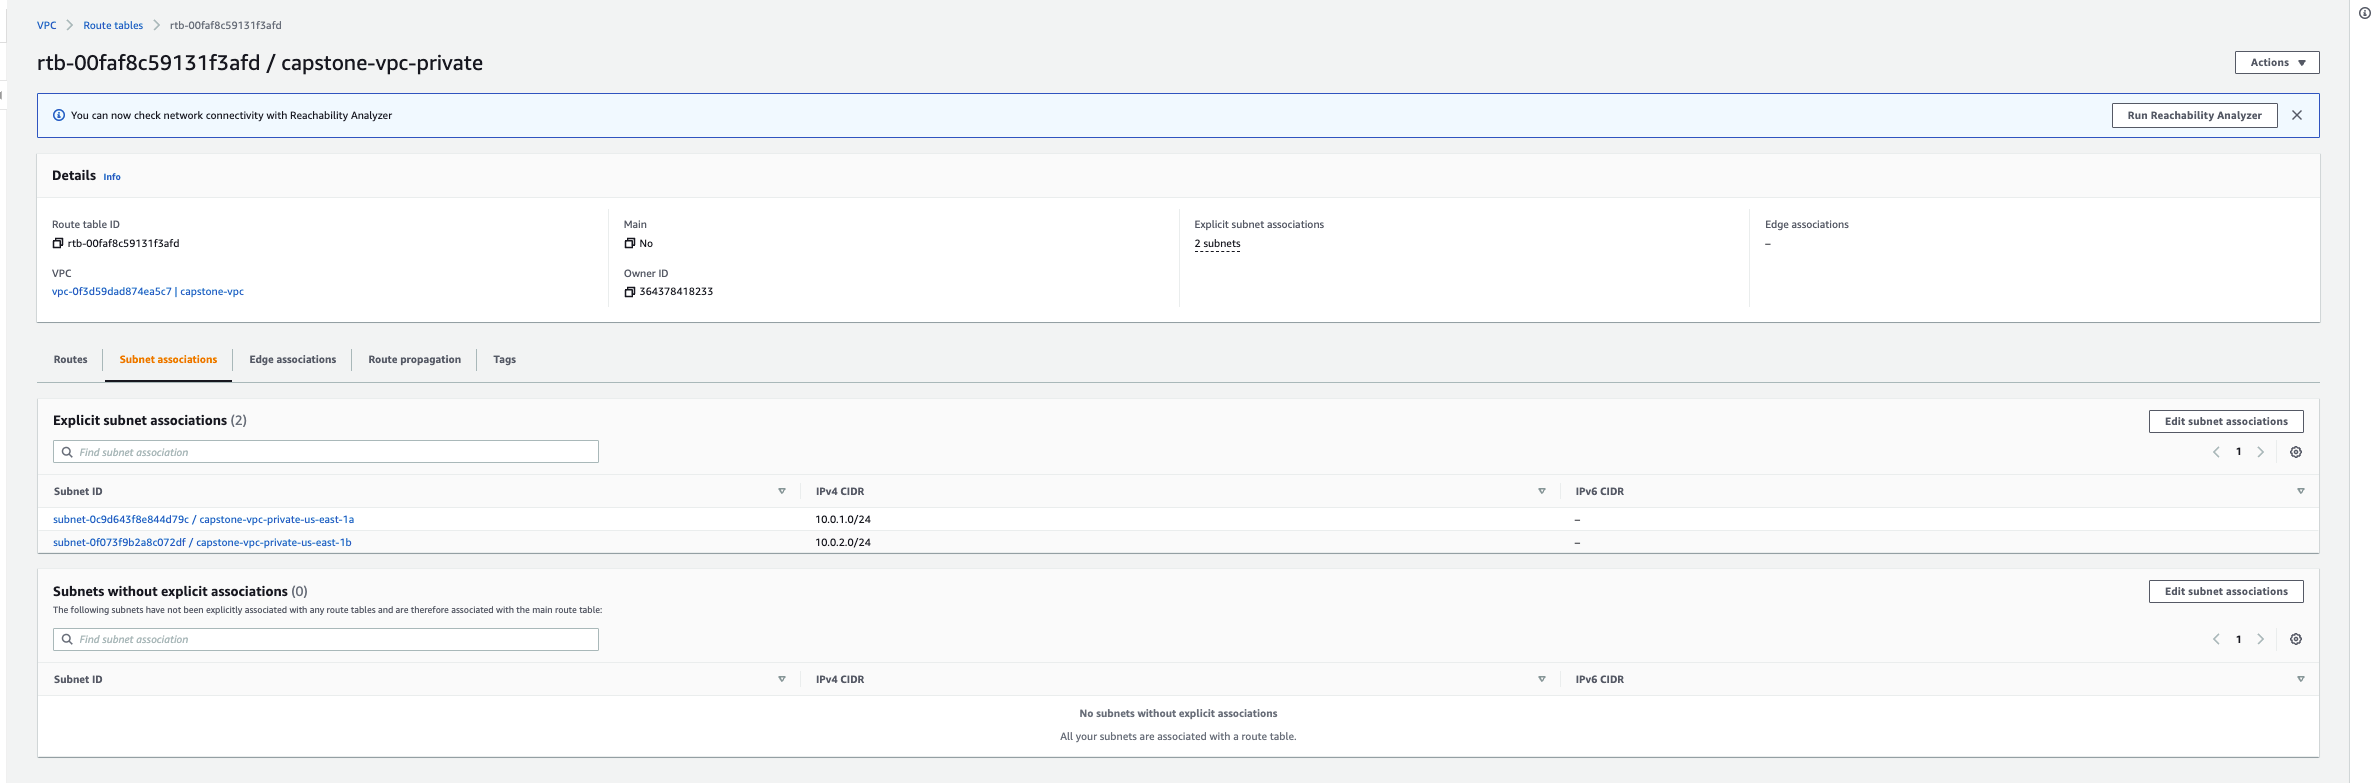 VPC > Route tables > rtb-00faf8c59131f3afd
rtb-00faf8c59131f3afd / capstone-vpc-private
Actions
You can now check network connectivity with Reachability Analyzer
Run Reachability Analyzer
Details Info
Route table ID
rtb-00faf8c59131f3afd
VPC
vpc-0f3d59dad874ea5c7 | capstone-vpc
Main
No
Owner ID
364378418233
Explicit subnet associations
2 subnets
Edge associations
–
Routes Subnet associations Edge associations Route propagation Tags
Explicit subnet associations (2)
Edit subnet associations
Find subnet association
1
Subnet ID IPv4 CIDR IPv6 CIDR
subnet-0c9d643f8e844d79c / capstone-vpc-private-us-east-1a 10.0.1.0/24 –
subnet-0f073f9b2a8c072df / capstone-vpc-private-us-east-1b 10.0.2.0/24 –
Subnets without explicit associations (0)
Edit subnet associations
The following subnets have not been explicitly associated with any route tables and are therefore associated with the main route table:
Find subnet association
1
Subnet ID IPv4 CIDR IPv6 CIDR
No subnets without explicit associations
All your subnets are associated with a route table.